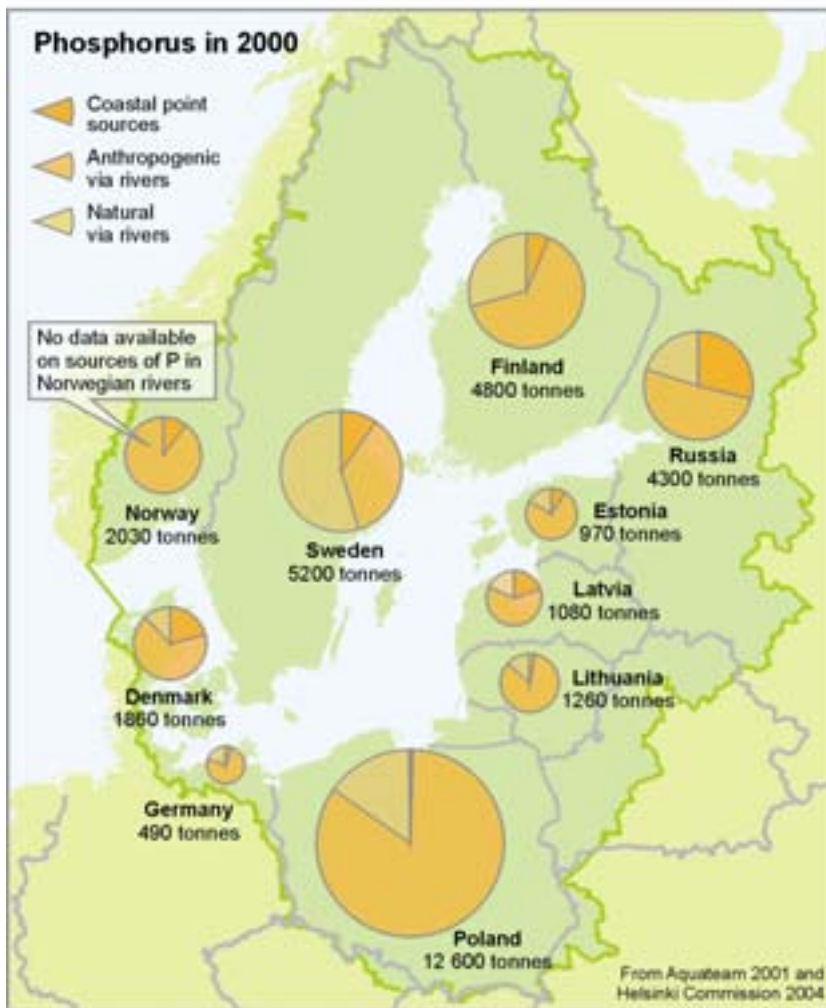 Phosphorus in 2000
Coastal point
sources
Anthropogenic
via rivers
Natural
via rivers
No data available
on sources of P in
Norwegian rivers
Finland
4800 tonnes
Russia
4300 tonnes
Norway
2030 tonnes
Sweden
5200 tonnes
Estonia
970 tonnes
Latvia
1080 tonnes
Denmark
1860 tonnes
Lithuania
1260 tonnes
Germany
490 tonnes
Poland
12 600 tonnes
From Aquateam 2001 and
Helsinki Commission 2004